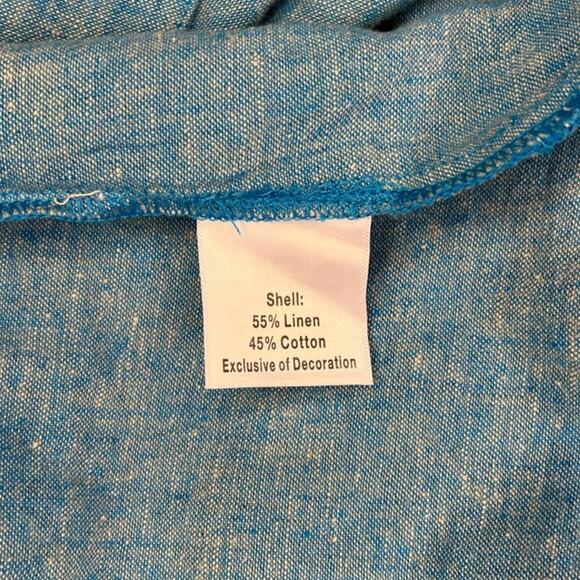 Shell:
55% Linen
45% Cotton
Exclusive of Decoration